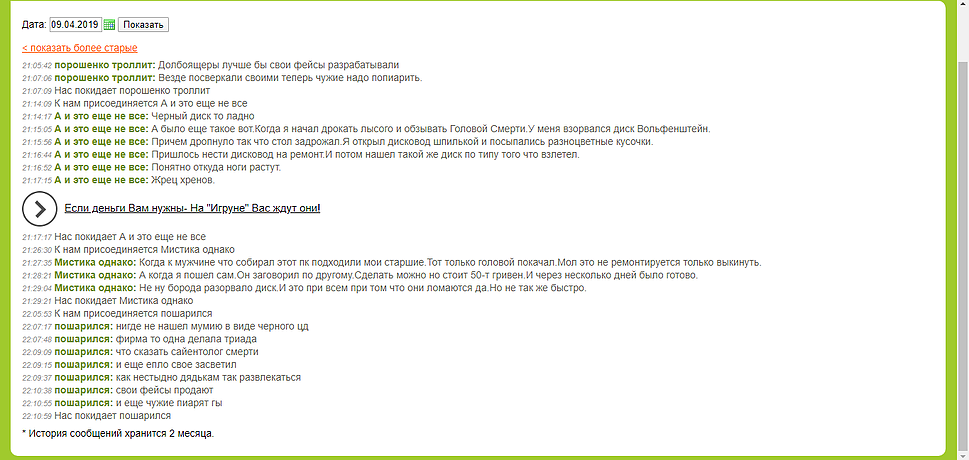 Дата: 09.04.2019 Показать
< показать более старые
21:05:42 порошенко троллит: Долбоящеры лучше бы свои фейсы разрабатывали
21:07:06 порошенко троллит: Везде посверкали своими теперь чужие надо попиарить.
21:07:09 Нас покидает порошенко троллит
21:14:09 К нам присоединяется А и это еще не все
21:14:17 А и это еще не все: Черный диск то ладно
21:15:05 А и это еще не все: А было еще такое вот.Когда я начал дрокать лысого и обзывать Головой Смерти.У меня взорвался диск Вольфенштейн.
21:15:56 А и это еще не все: Причем дропнуло так что стол задрожал.Я открыл дисковод шпилькой и посыпались разноцветные кусочки.
21:16:44 А и это еще не все: Пришлось нести дисковод на ремонт.И потом нашел такой же диск по типу того что взлетел.
21:16:52 А и это еще не все: Понятно откуда ноги растут.
21:17:15 А и это еще не все: Жрец хренов.
Если деньги Вам нужны- На "Игруне" Вас ждут они!
21:17:17 Нас покидает А и это еще не все
21:26:30 К нам присоединяется Мистика однако
21:27:35 Мистика однако: Когда к мужчине что собирал этот пк подходили мои старшие.Тот только головой покачал.Мол это не ремонтируется только выкинуть.
21:28:21 Мистика однако: А когда я пошел сам.Он заговорил по другому.Сделать можно но стоит 50-т гривен.И через несколько дней было готово.
21:29:04 Мистика однако: Не ну борода разорвало диск.И это при всем при том что они ломаются да.Но не так же быстро.
21:29:21 Нас покидает Мистика однако
22:05:53 К нам присоединяется пошарился
22:07:17 пошарился: нигде не нашел мумию в виде черного цд
22:07:48 пошарился: фирма то одна делала триада
22:09:09 пошарился: что сказать сайентолог смерти
22:09:15 пошарился: и еще епло свое засветил
22:09:37 пошарился: как нестыдно дядькам так развлекаться
22:10:38 пошарился: свои фейсы продают
22:10:55 пошарился: и еще чужие пиарят гы
22:10:59 Нас покидает пошарился
* История сообщений хранится 2 месяца.